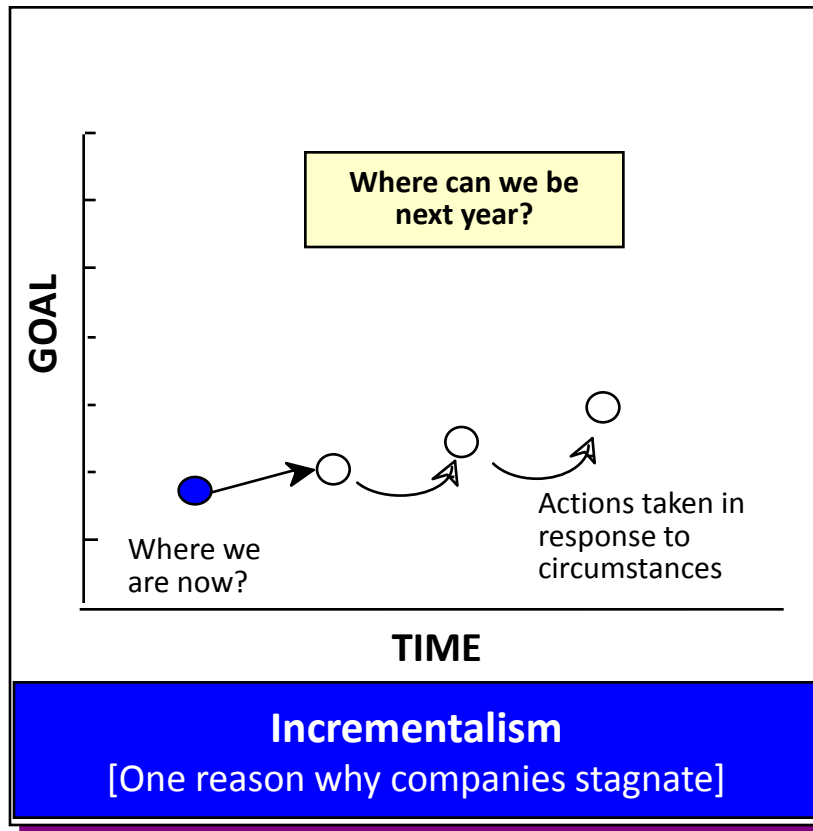 Where can we be
next year?
GOAL
Where we
are now?
Actions taken in
response to
circumstances
TIME
Incrementalism
[One reason why companies stagnate]